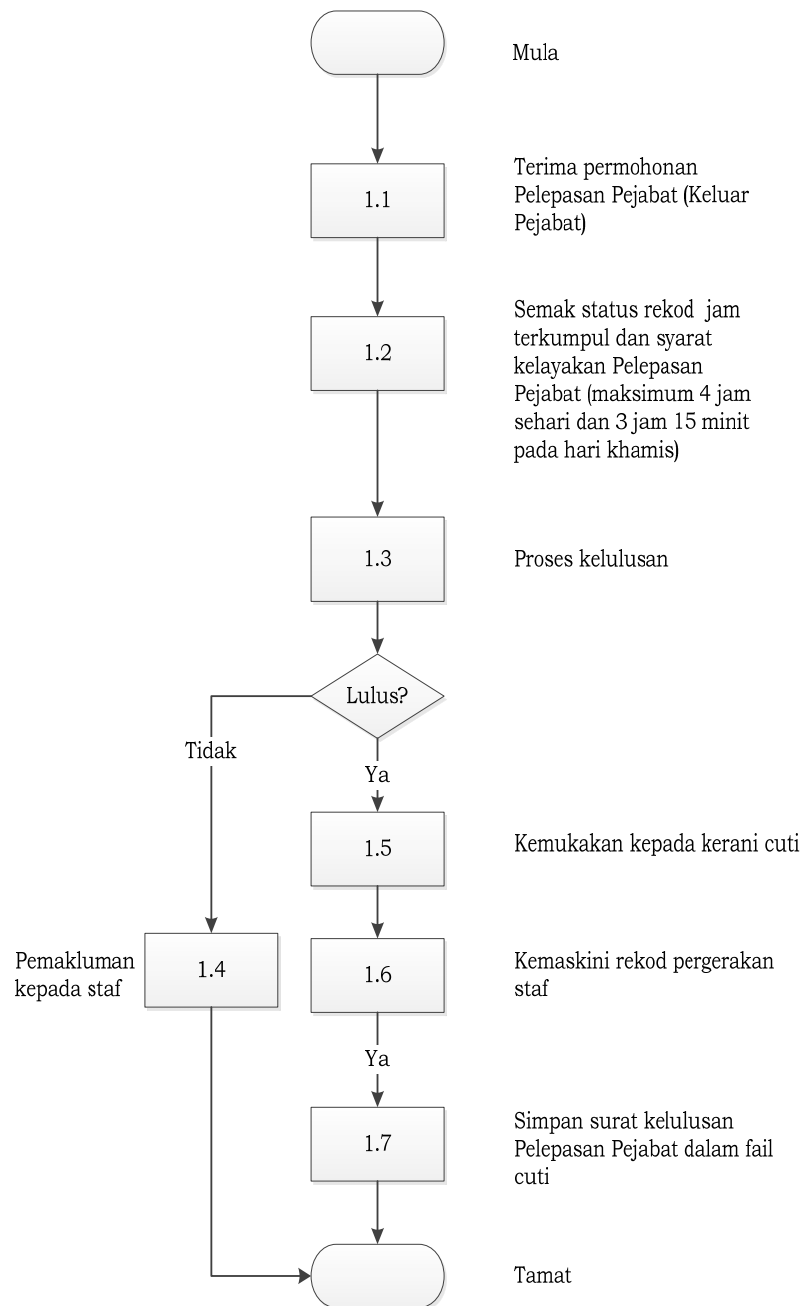 Mula
1.1
Terima permohonan
Pelepasan Pejabat (Keluar
Pejabat)
1.2
Semak status rekod jam
terkumpul dan syarat
kelayakan Pelepasan
Pejabat (maksimum 4 jam
sehari dan 3 jam 15 minit
pada hari khamis)
1.3
Proses kelulusan
Lulus?
Tidak
Ya
1.5
Kemukakan kepada kerani cuti
Pemakluman
kepada staf
1.4
1.6
Kemaskini rekod pergerakan
staf
Ya
1.7
Simpan surat kelulusan
Pelepasan Pejabat dalam fail
cuti
Tamat